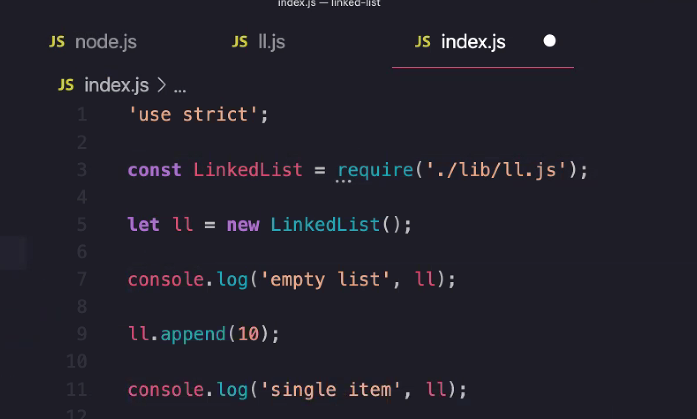 index.js — linked-list
JS node.js JS ll.js JS index.js
JS index.js > ...
1 'use strict';
2
3 const LinkedList = require('./lib/ll.js');
4
5 let ll = new LinkedList();
6
7 console.log('empty list', ll);
8
9 ll.append(10);
10
11 console.log('single item', ll);
12